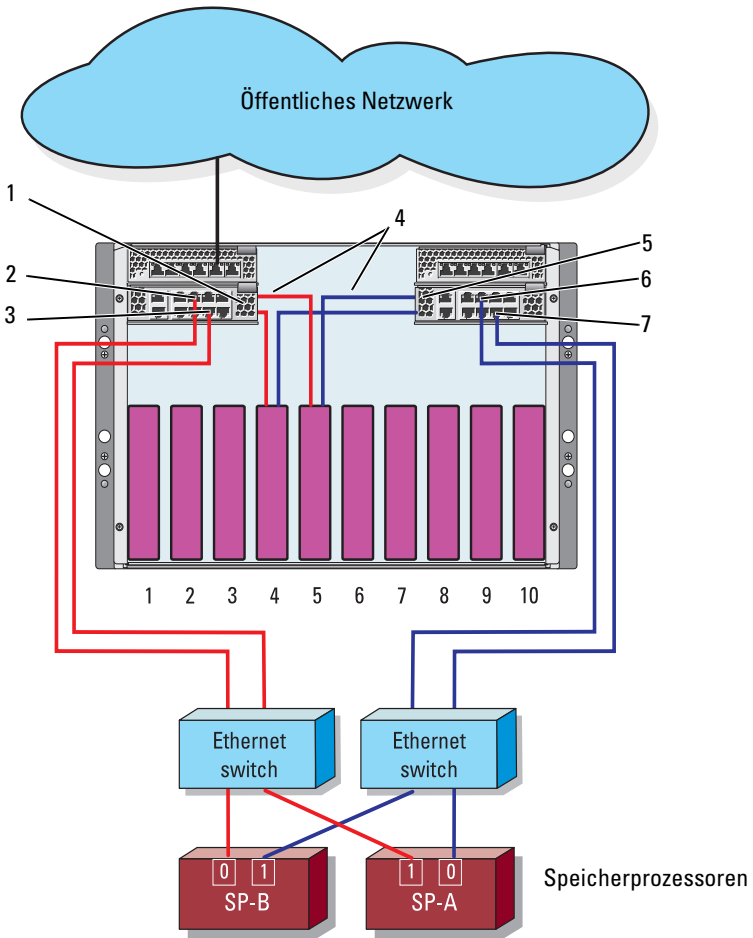 Öffentliches Netzwerk
1
4
5
2
6
3
7
1 2 3 4 5 6 7 8 9 10
Ethernet
switch
Ethernet
switch
0 1
SP-B
1 0
SP-A
Speicherprozessoren